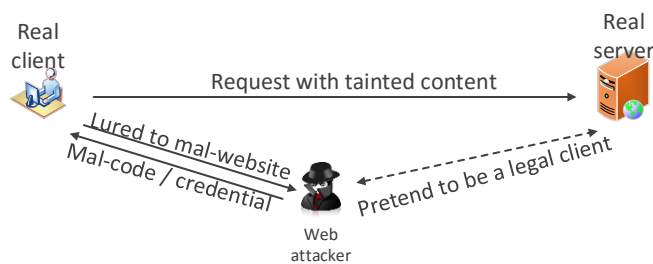 Real
client
Real
server
Request with tainted content
Lured to mal-website
Mal-code / credential
Pretend to be a legal client
Web
attacker